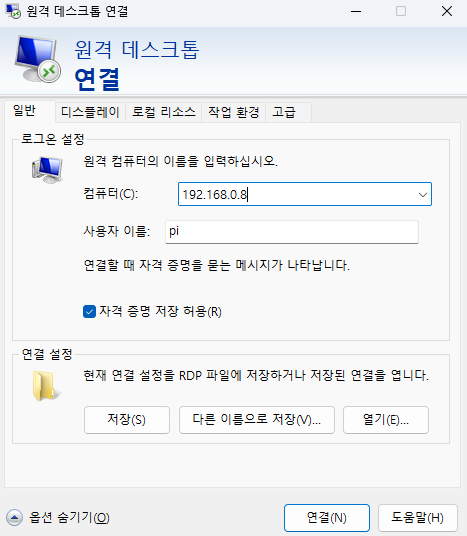 원격 데스크톱 연결
원격 데스크톱
연결
일반 디스플레이 로컬 리소스 작업 환경 고급
로그온 설정
원격 컴퓨터의 이름을 입력하십시오.
컴퓨터(C): 192.168.0.8
사용자 이름: pi
연결할 때 자격 증명을 묻는 메시지가 나타납니다.
자격 증명 저장 허용(R)
연결 설정
현재 연결 설정을 RDP 파일에 저장하거나 저장된 연결을 엽니다.
저장(S) 다른 이름으로 저장(V)... 열기(E)...
옵션 숨기기(O) 연결(N) 도움말(H)